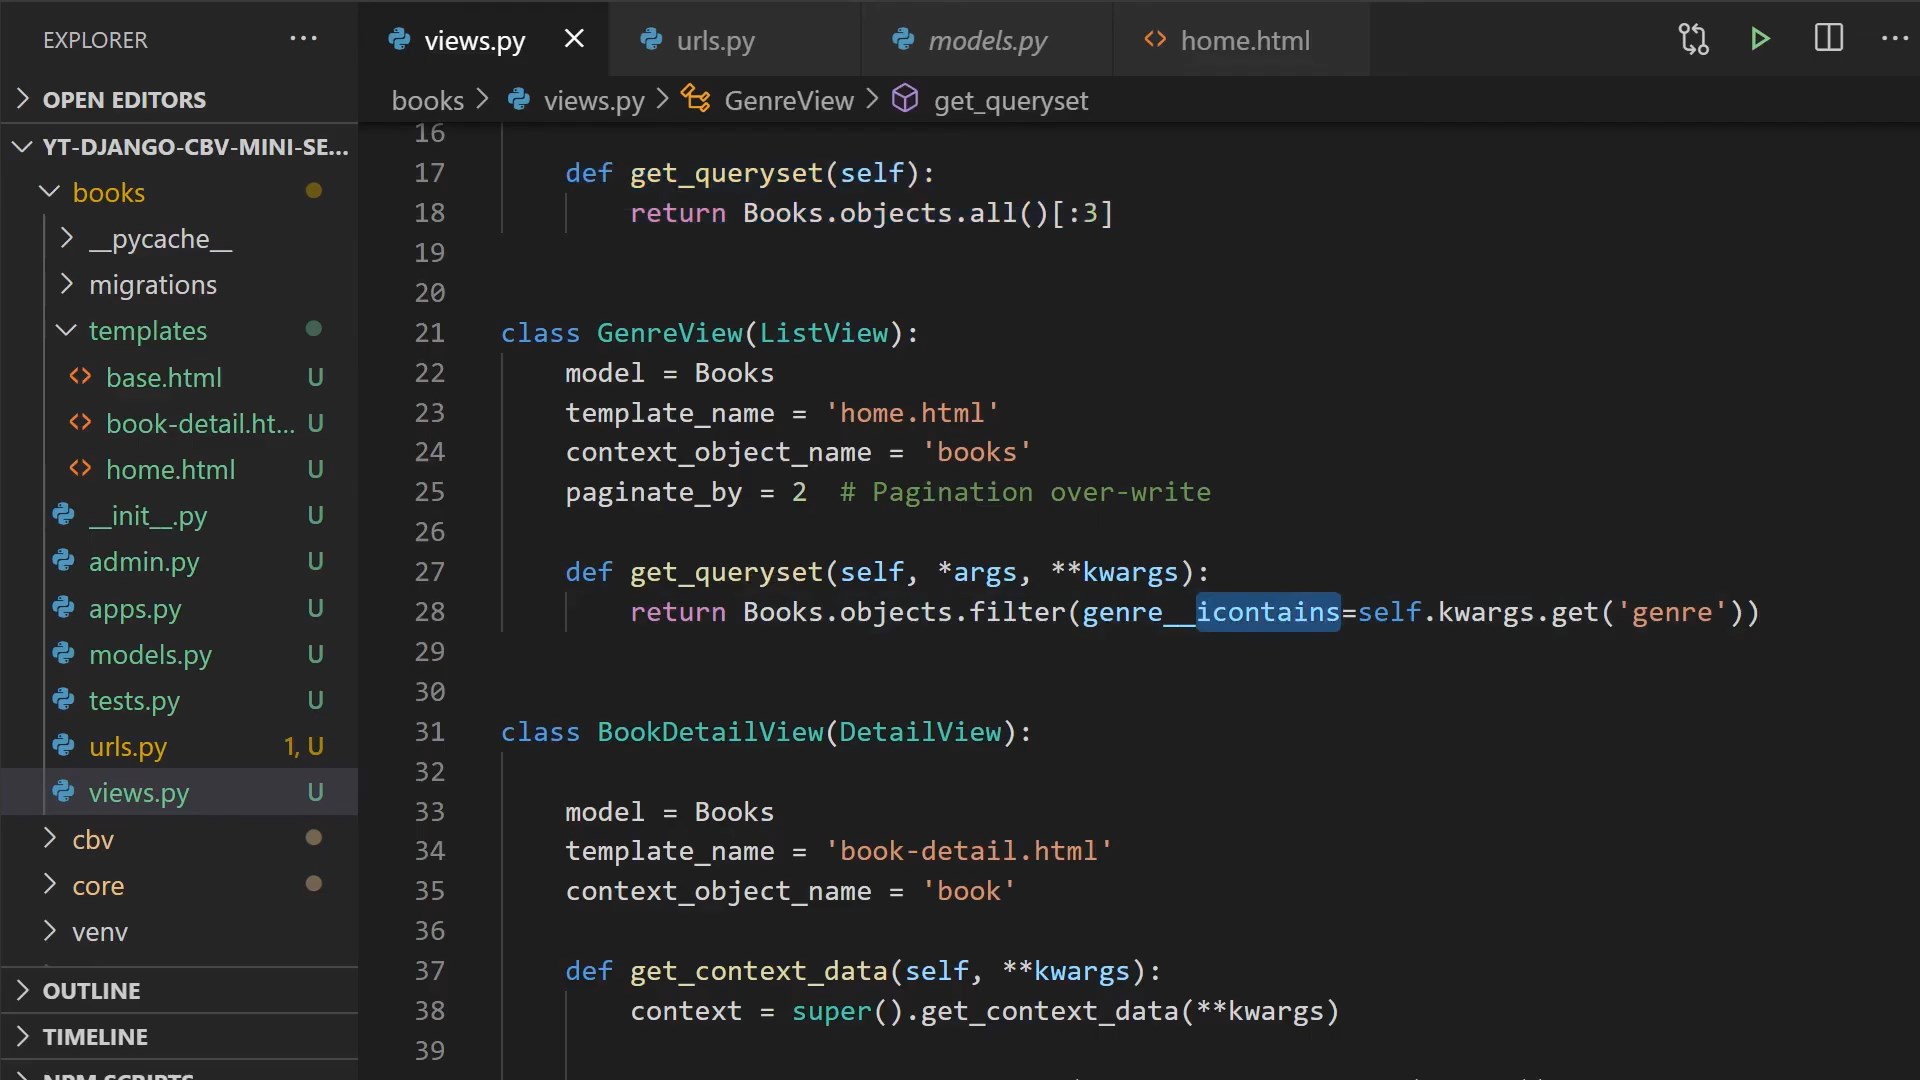 EXPLORER ...
views.py
urls.py
models.py
home.html
OPEN EDITORS
YT-DJANGO-CBV-MINI-SE...
books
__pycache__
migrations
templates
base.html U
book-detail.ht... U
home.html U
__init__.py U
admin.py U
apps.py U
models.py U
tests.py U
urls.py 1, U
views.py U
cbv
core
venv
OUTLINE
TIMELINE
NPM SCRIPTS
books > views.py > GenreView > get_queryset
16
17 def get_queryset(self):
18 return Books.objects.all()[:3]
19
20
21 class GenreView(ListView):
22 model = Books
23 template_name = 'home.html'
24 context_object_name = 'books'
25 paginate_by = 2  # Pagination over-write
26
27 def get_queryset(self, *args, **kwargs):
28 return Books.objects.filter(genre__icontains=self.kwargs.get('genre'))
29
30
31 class BookDetailView(DetailView):
32
33 model = Books
34 template_name = 'book-detail.html'
35 context_object_name = 'book'
36
37 def get_context_data(self, **kwargs):
38 context = super().get_context_data(**kwargs)
39